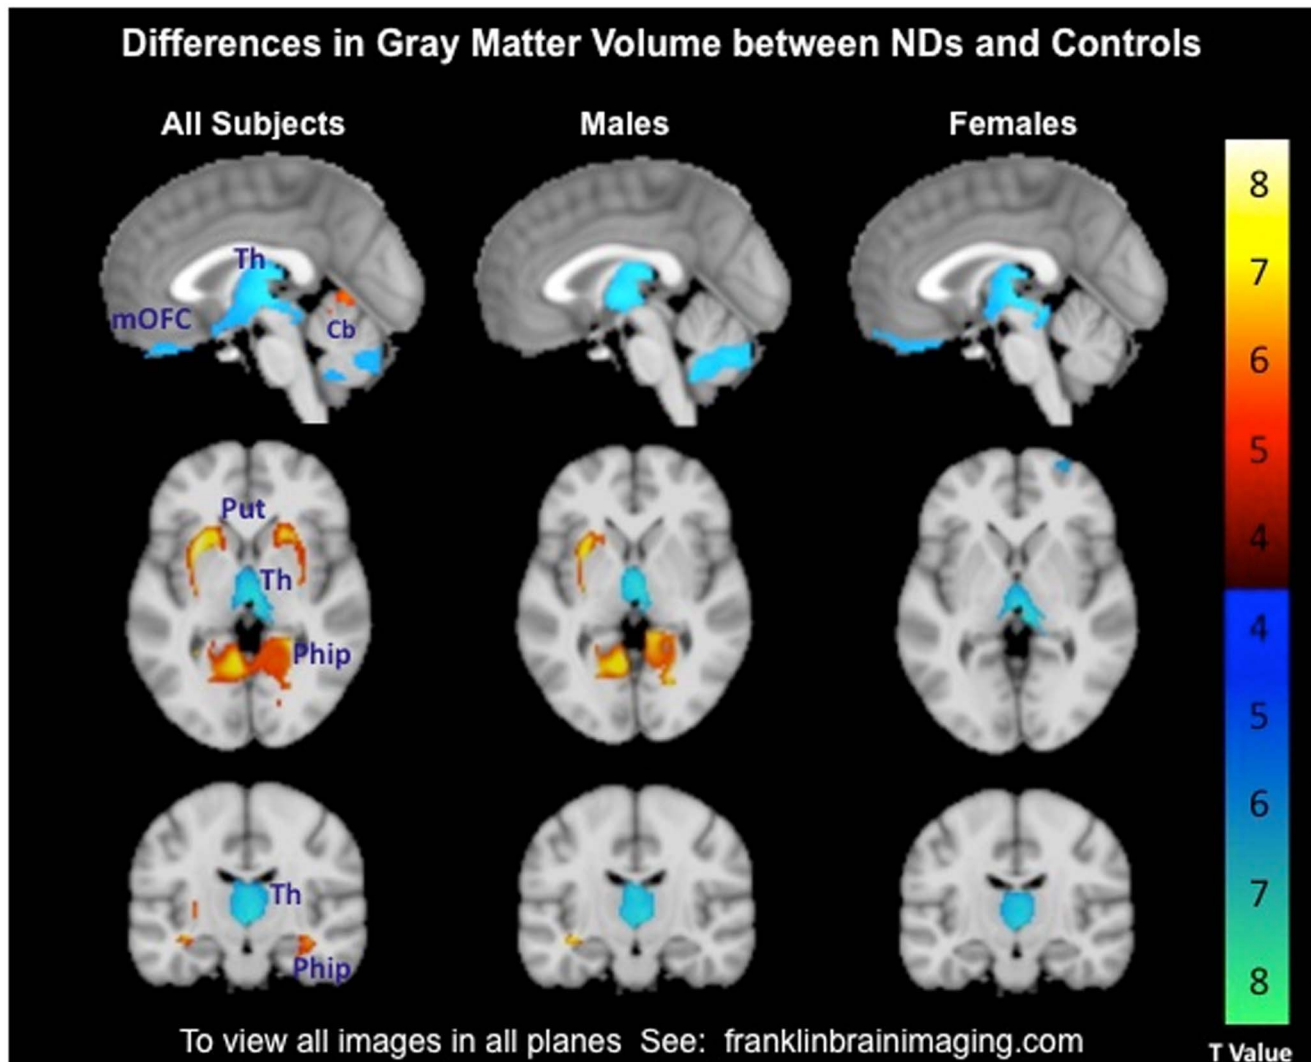 Differences in Gray Matter Volume between NDs and Controls
All Subjects
Males
Females
Th
mOFC
Cb
Put
Th
Phip
Th
Phip
8
7
6
5
4
4
5
6
7
8
T Value
To view all images in all planes See: franklinbrainimaging.com